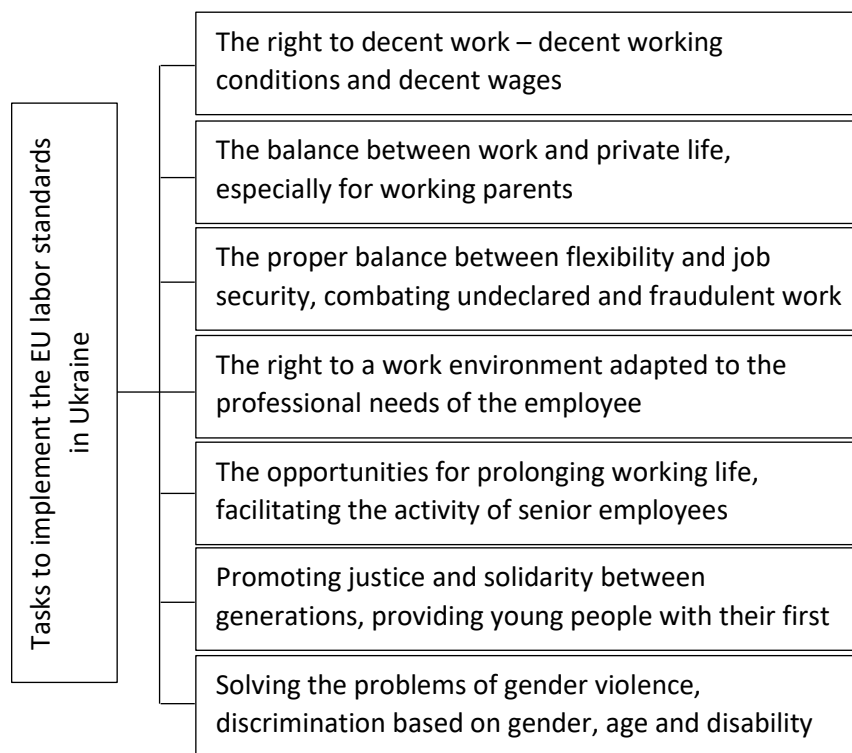 Tasks to implement the EU labor standards
in Ukraine
The right to decent work – decent working
conditions and decent wages
The balance between work and private life,
especially for working parents
The proper balance between flexibility and job
security, combating undeclared and fraudulent work
The right to a work environment adapted to the
professional needs of the employee
The opportunities for prolonging working life,
facilitating the activity of senior employees
Promoting justice and solidarity between
generations, providing young people with their first
Solving the problems of gender violence,
discrimination based on gender, age and disability